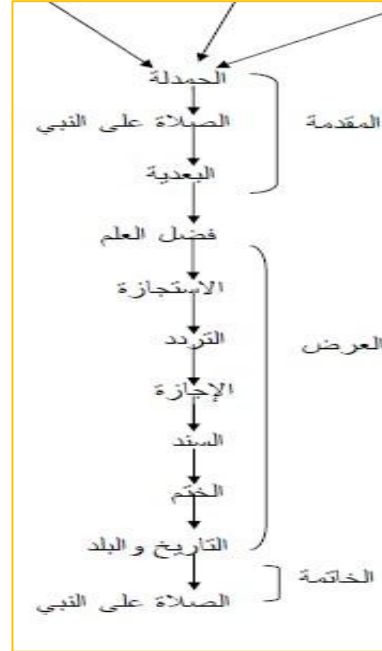 الحمدلة
الصلاة على النبي
المقدمة
البعدية
فضل العلم
الاستجازة
التردد
العرض
الإجازة
السند
الختم
التاريخ و البلد
الخاتمة
الصلاة على النبي